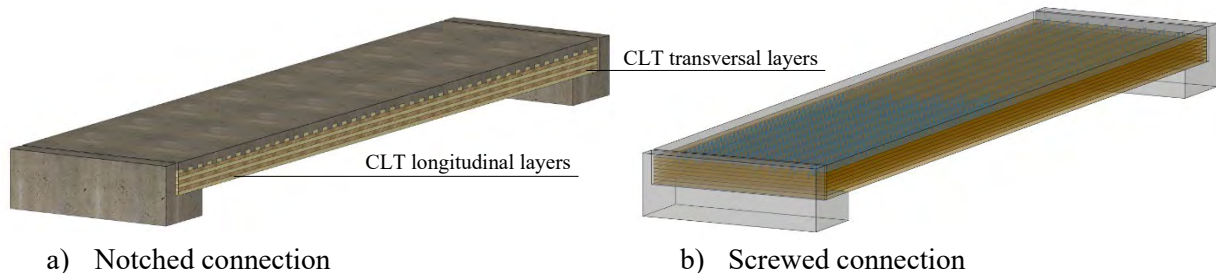 CLT transversal layers
CLT longitudinal layers
a) Notched connection
b) Screwed connection